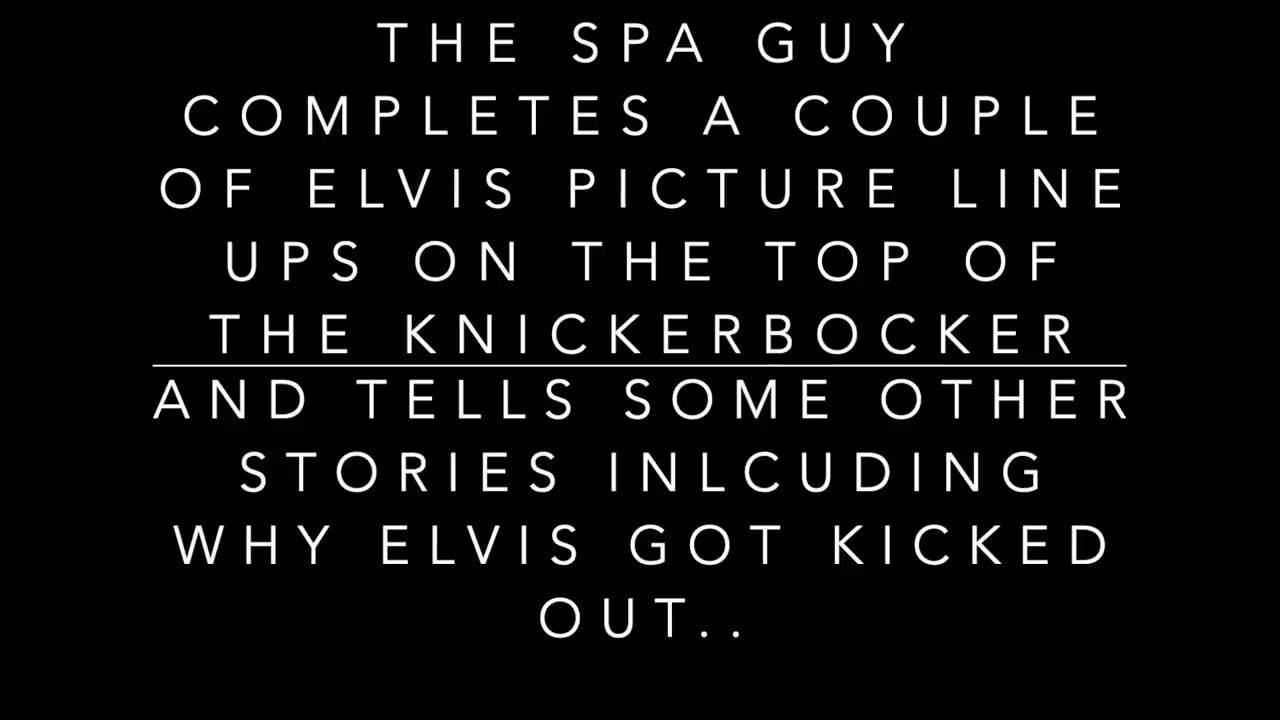 THE SPA GUY
COMPLETES A COUPLE
OF ELVIS PICTURE LINE
UPS ON THE TOP OF
THE KNICKERBOCKER
AND TELLS SOME OTHER
STORIES INLCUDING
WHY ELVIS GOT KICKED
OUT..